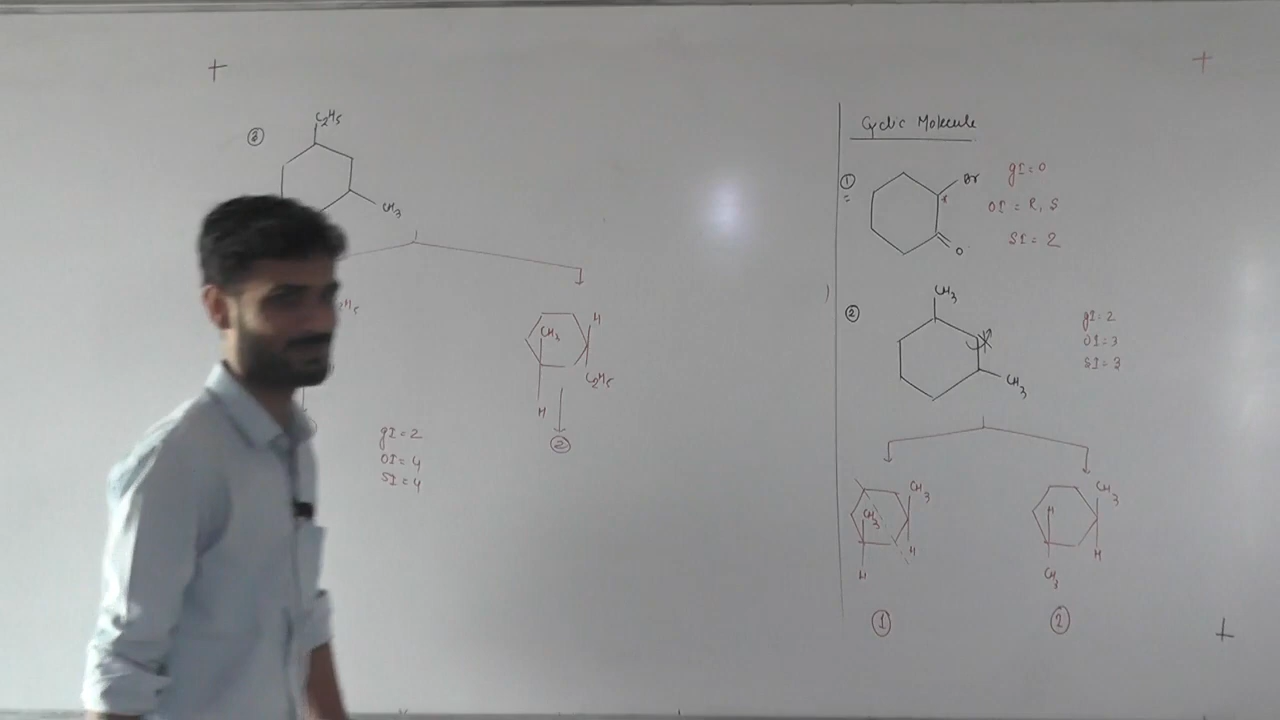 C2H5
③
CH3
H
CH3
C2H5
H
②
gI = 2
OI = 4
SI = 4
Cyclic Molecule
①
Br
*
O
gI = 0
OI = R, S
SI = 2
②
CH3
CH3
gI = 2
OI = 3
SI = 3
CH3
CH3
H
H
①
CH3
H
H
CH3
②